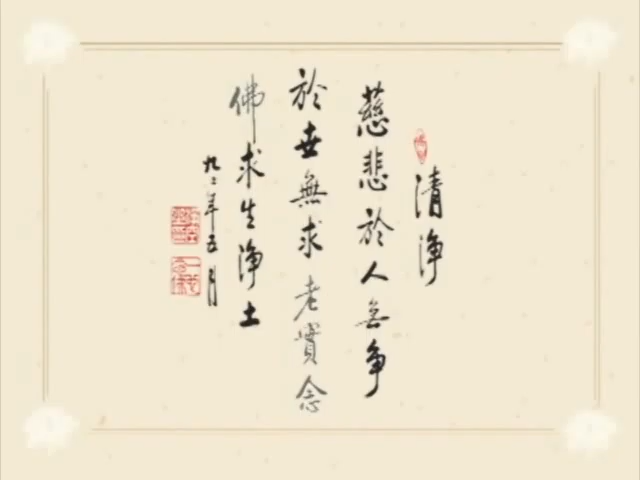 清淨
慈悲於人無争
於世無求老實念
佛求生淨土
九二年五月